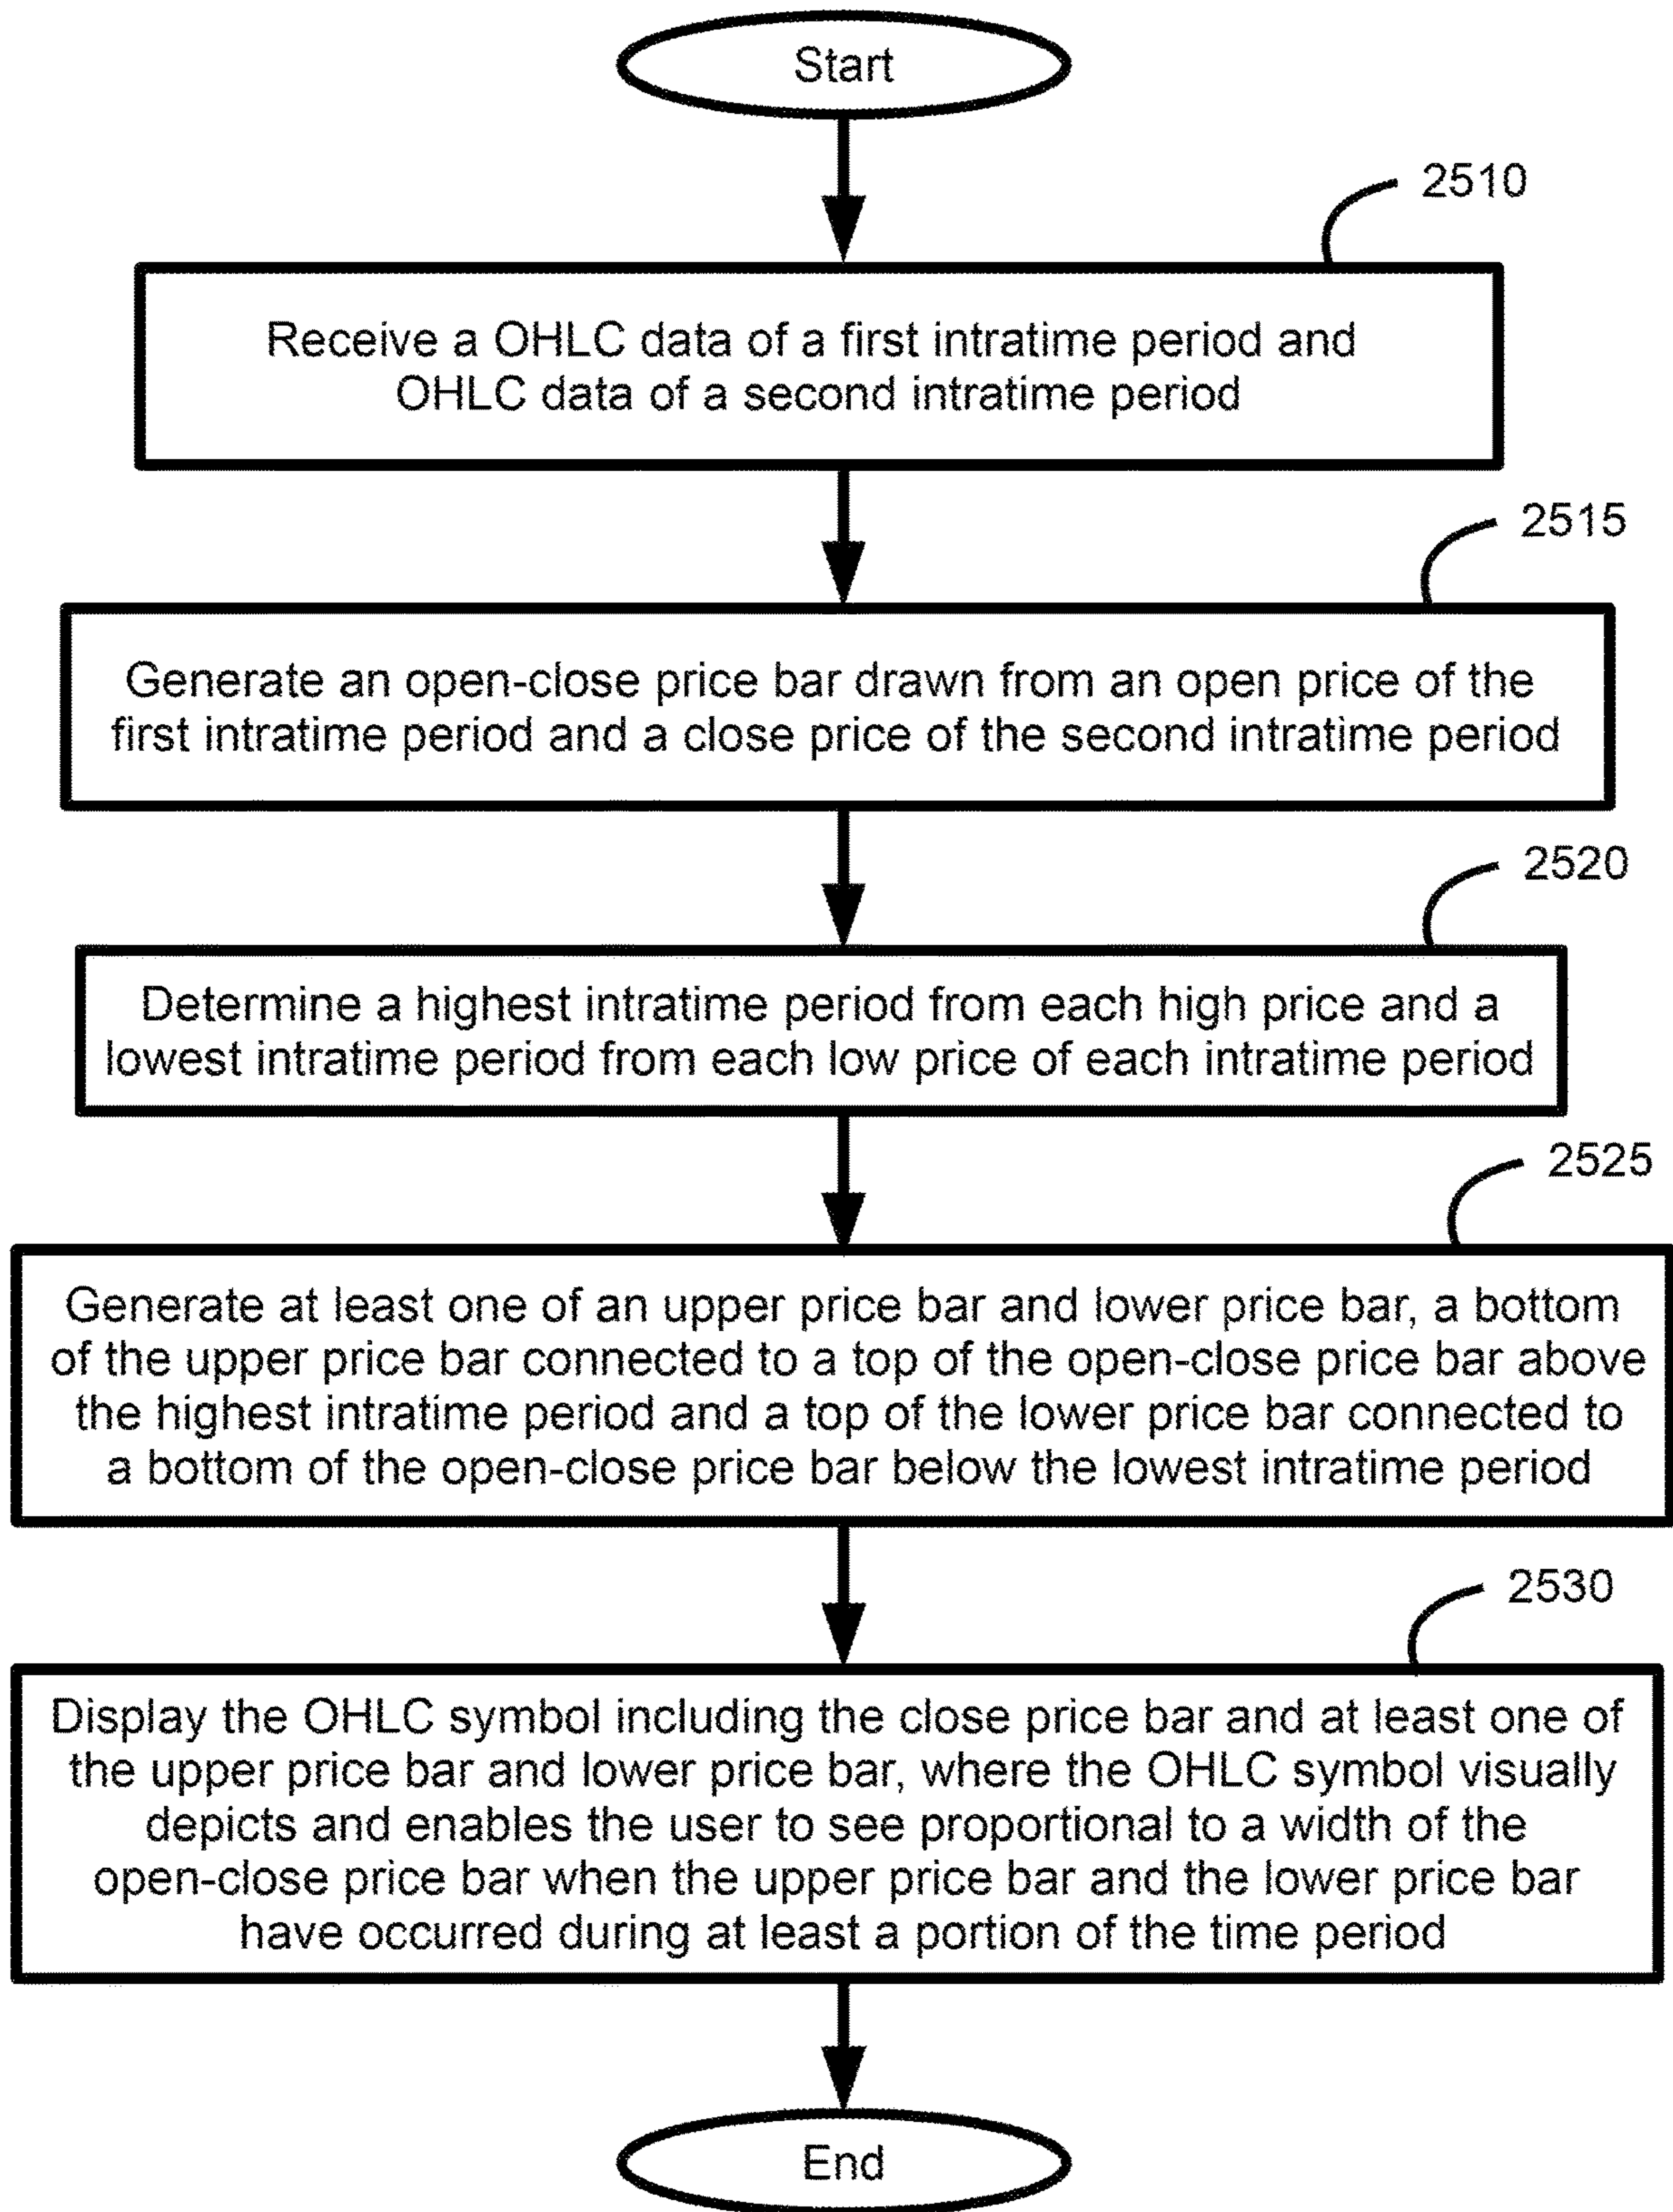 Start
2510
Receive a OHLC data of a first intratime period and
OHLC data of a second intratime period
2515
Generate an open-close price bar drawn from an open price of the
first intratime period and a close price of the second intratime period
2520
Determine a highest intratime period from each high price and a
lowest intratime period from each low price of each intratime period
2525
Generate at least one of an upper price bar and lower price bar, a bottom
of the upper price bar connected to a top of the open-close price bar above
the highest intratime period and a top of the lower price bar connected to
a bottom of the open-close price bar below the lowest intratime period
2530
Display the OHLC symbol including the close price bar and at least one of
the upper price bar and lower price bar, where the OHLC symbol visually
depicts and enables the user to see proportional to a width of the
open-close price bar when the upper price bar and the lower price bar
have occurred during at least a portion of the time period
End